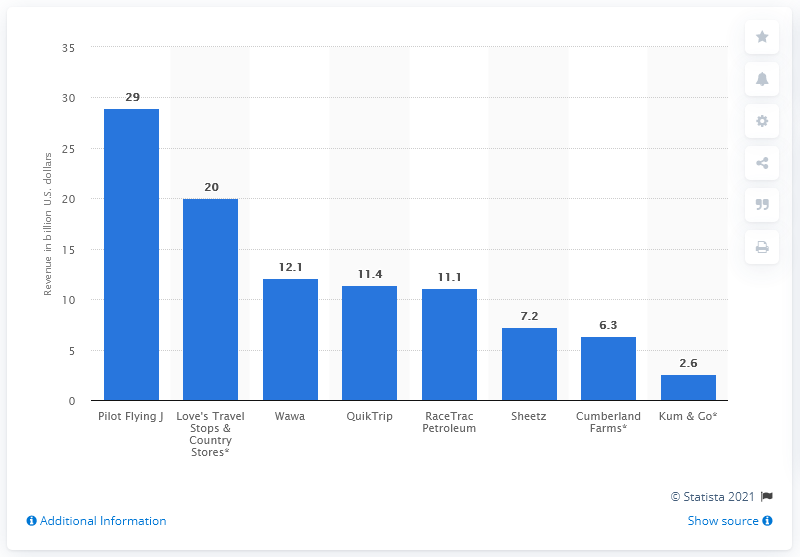 Revenue in billion U.S. dollars
35
30
25
20
15
10
5
0
29
20
12.1
11.4
11.1
7.2
6.3
2.6
Pilot Flying J
Love's Travel
Stops &
Country
Stores*
Wawa
QuikTrip
RaceTrac
Petroleum
Sheetz
Cumberland
Farms*
Kum & Go*
© Statista 2021
Additional Information
Show source